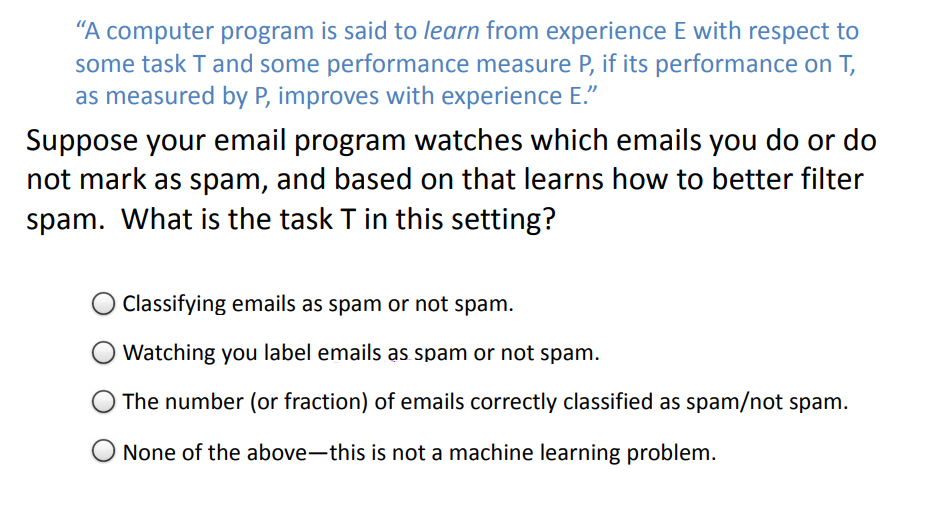 “A computer program is said to learn from experience E with respect to
some task T and some performance measure P, if its performance on T,
as measured by P, improves with experience E.”
Suppose your email program watches which emails you do or do
not mark as spam, and based on that learns how to better filter
spam.  What is the task T in this setting?
Classifying emails as spam or not spam.
Watching you label emails as spam or not spam.
The number (or fraction) of emails correctly classified as spam/not spam.
None of the above—this is not a machine learning problem.